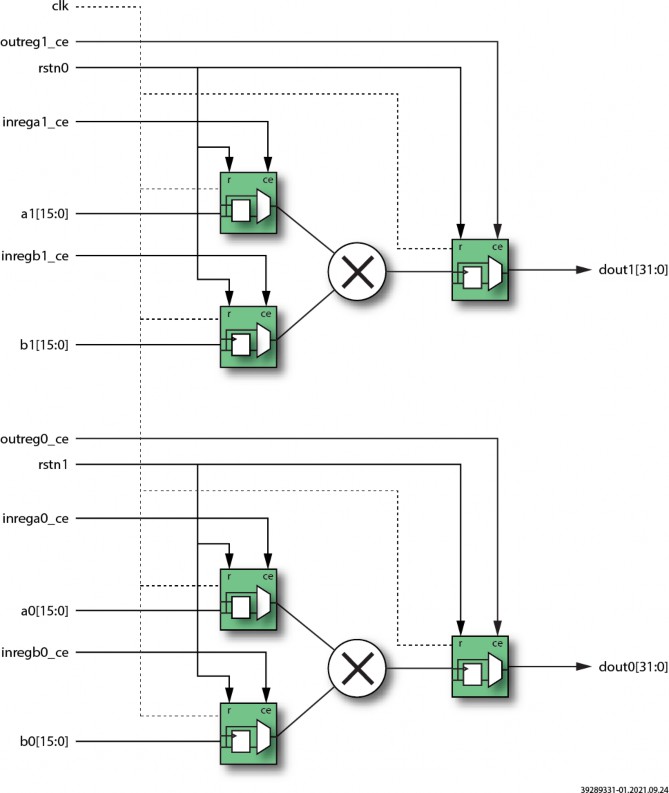 clk
outreg1_ce
rstn0
inrega1_ce
r ce
a1[15:0]
inregb1_ce
r ce
dout1[31:0]
r ce
b1[15:0]
outreg0_ce
rstn1
inrega0_ce
r ce
a0[15:0]
inregb0_ce
r ce
dout0[31:0]
r ce
b0[15:0]
39289331-01.2021.09.24